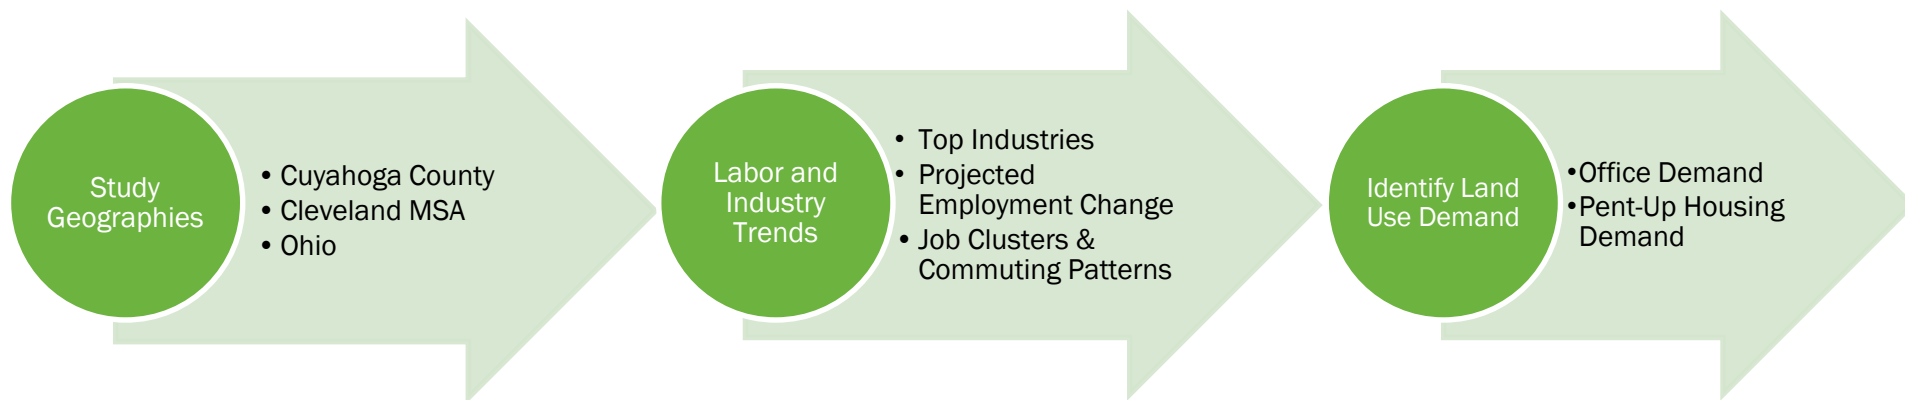 Study
Geographies
• Cuyahoga County
• Cleveland MSA
• Ohio
Labor and
Industry
Trends
• Top Industries
• Projected
Employment Change
• Job Clusters &
Commuting Patterns
Identify Land
Use Demand
•Office Demand
•Pent-Up Housing
Demand